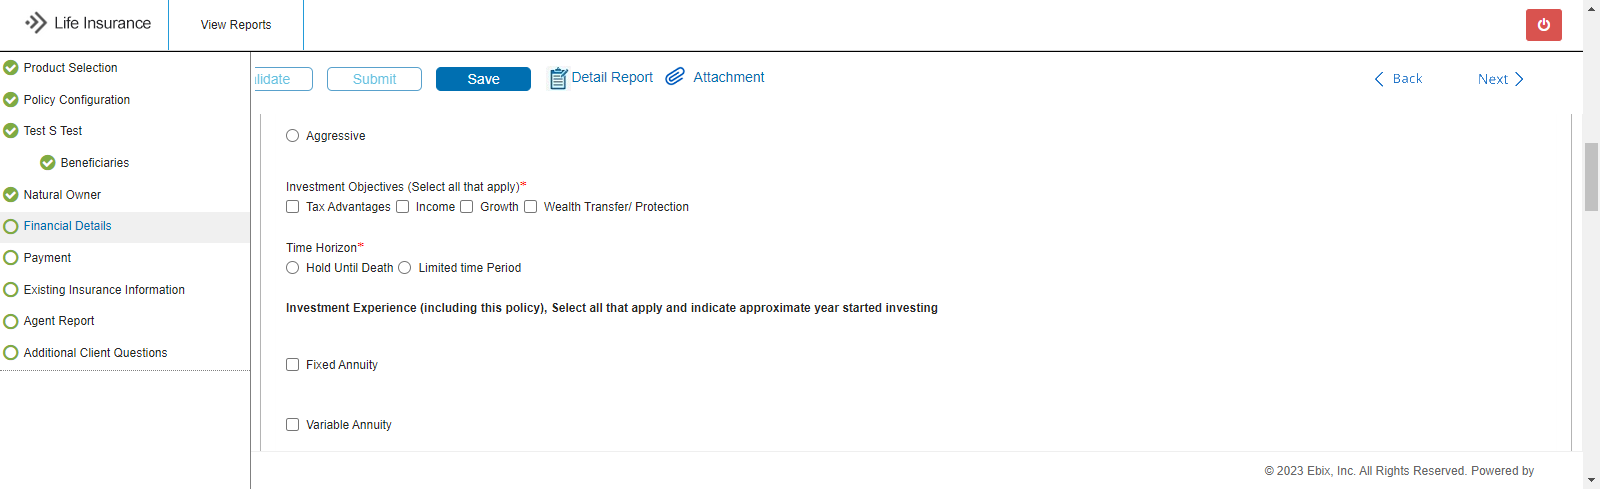 Life Insurance
View Reports
Product Selection
Policy Configuration
Test S Test
Beneficiaries
Natural Owner
Financial Details
Payment
Existing Insurance Information
Agent Report
Additional Client Questions
lidate
Submit
Save
Detail Report
Attachment
Back
Next
Aggressive
Investment Objectives (Select all that apply)*
Tax Advantages Income Growth Wealth Transfer/ Protection
Time Horizon*
Hold Until Death Limited time Period
Investment Experience (including this policy), Select all that apply and indicate approximate year started investing
Fixed Annuity
Variable Annuity
© 2023 Ebix, Inc. All Rights Reserved. Powered by